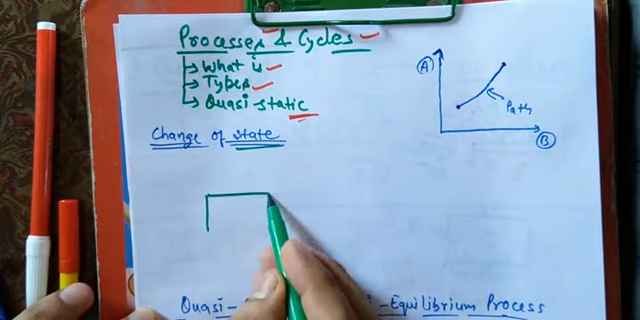 Processes & Cycles
What is
Types
Quasi-static
Change of state
A
Path
B
Quasi - - Equilibrium Process